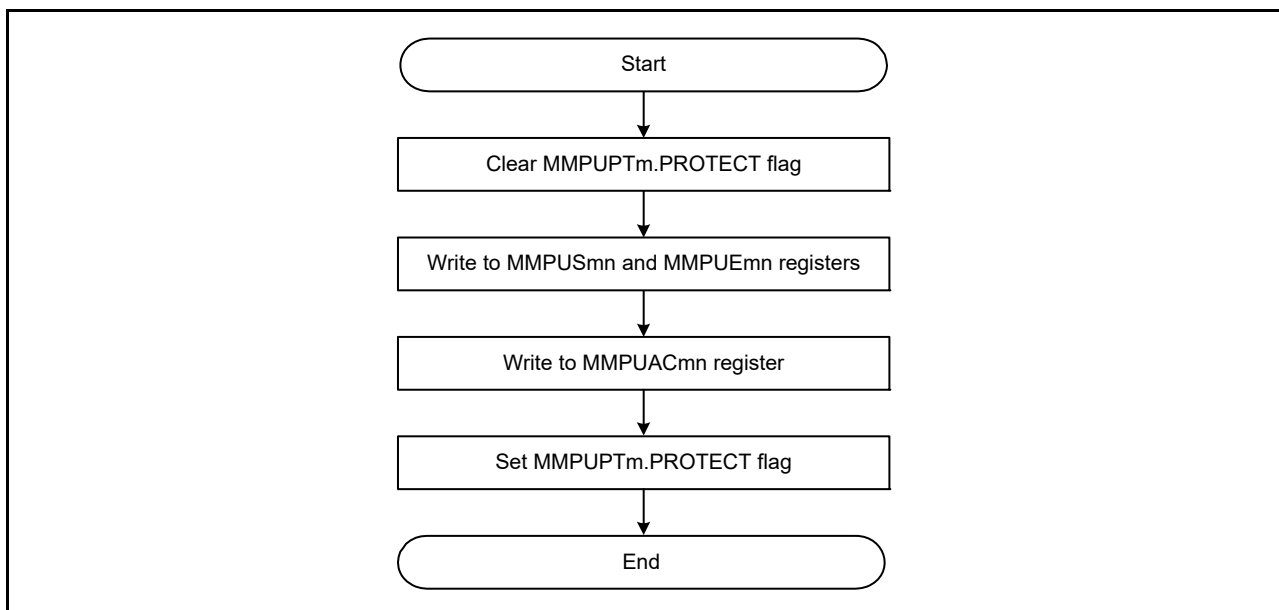 Start
Clear MMPUPTm.PROTECT flag
Write to MMPUSmn and MMPUEmn registers
Write to MMPUACmn register
Set MMPUPTm.PROTECT flag
End